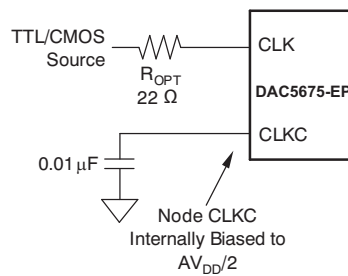 TTL/CMOS
Source
R_OPT
22 Ω
CLK
DAC5675-EP
CLKC
0.01 μF
Node CLKC
Internally Biased to
AV_DD/2